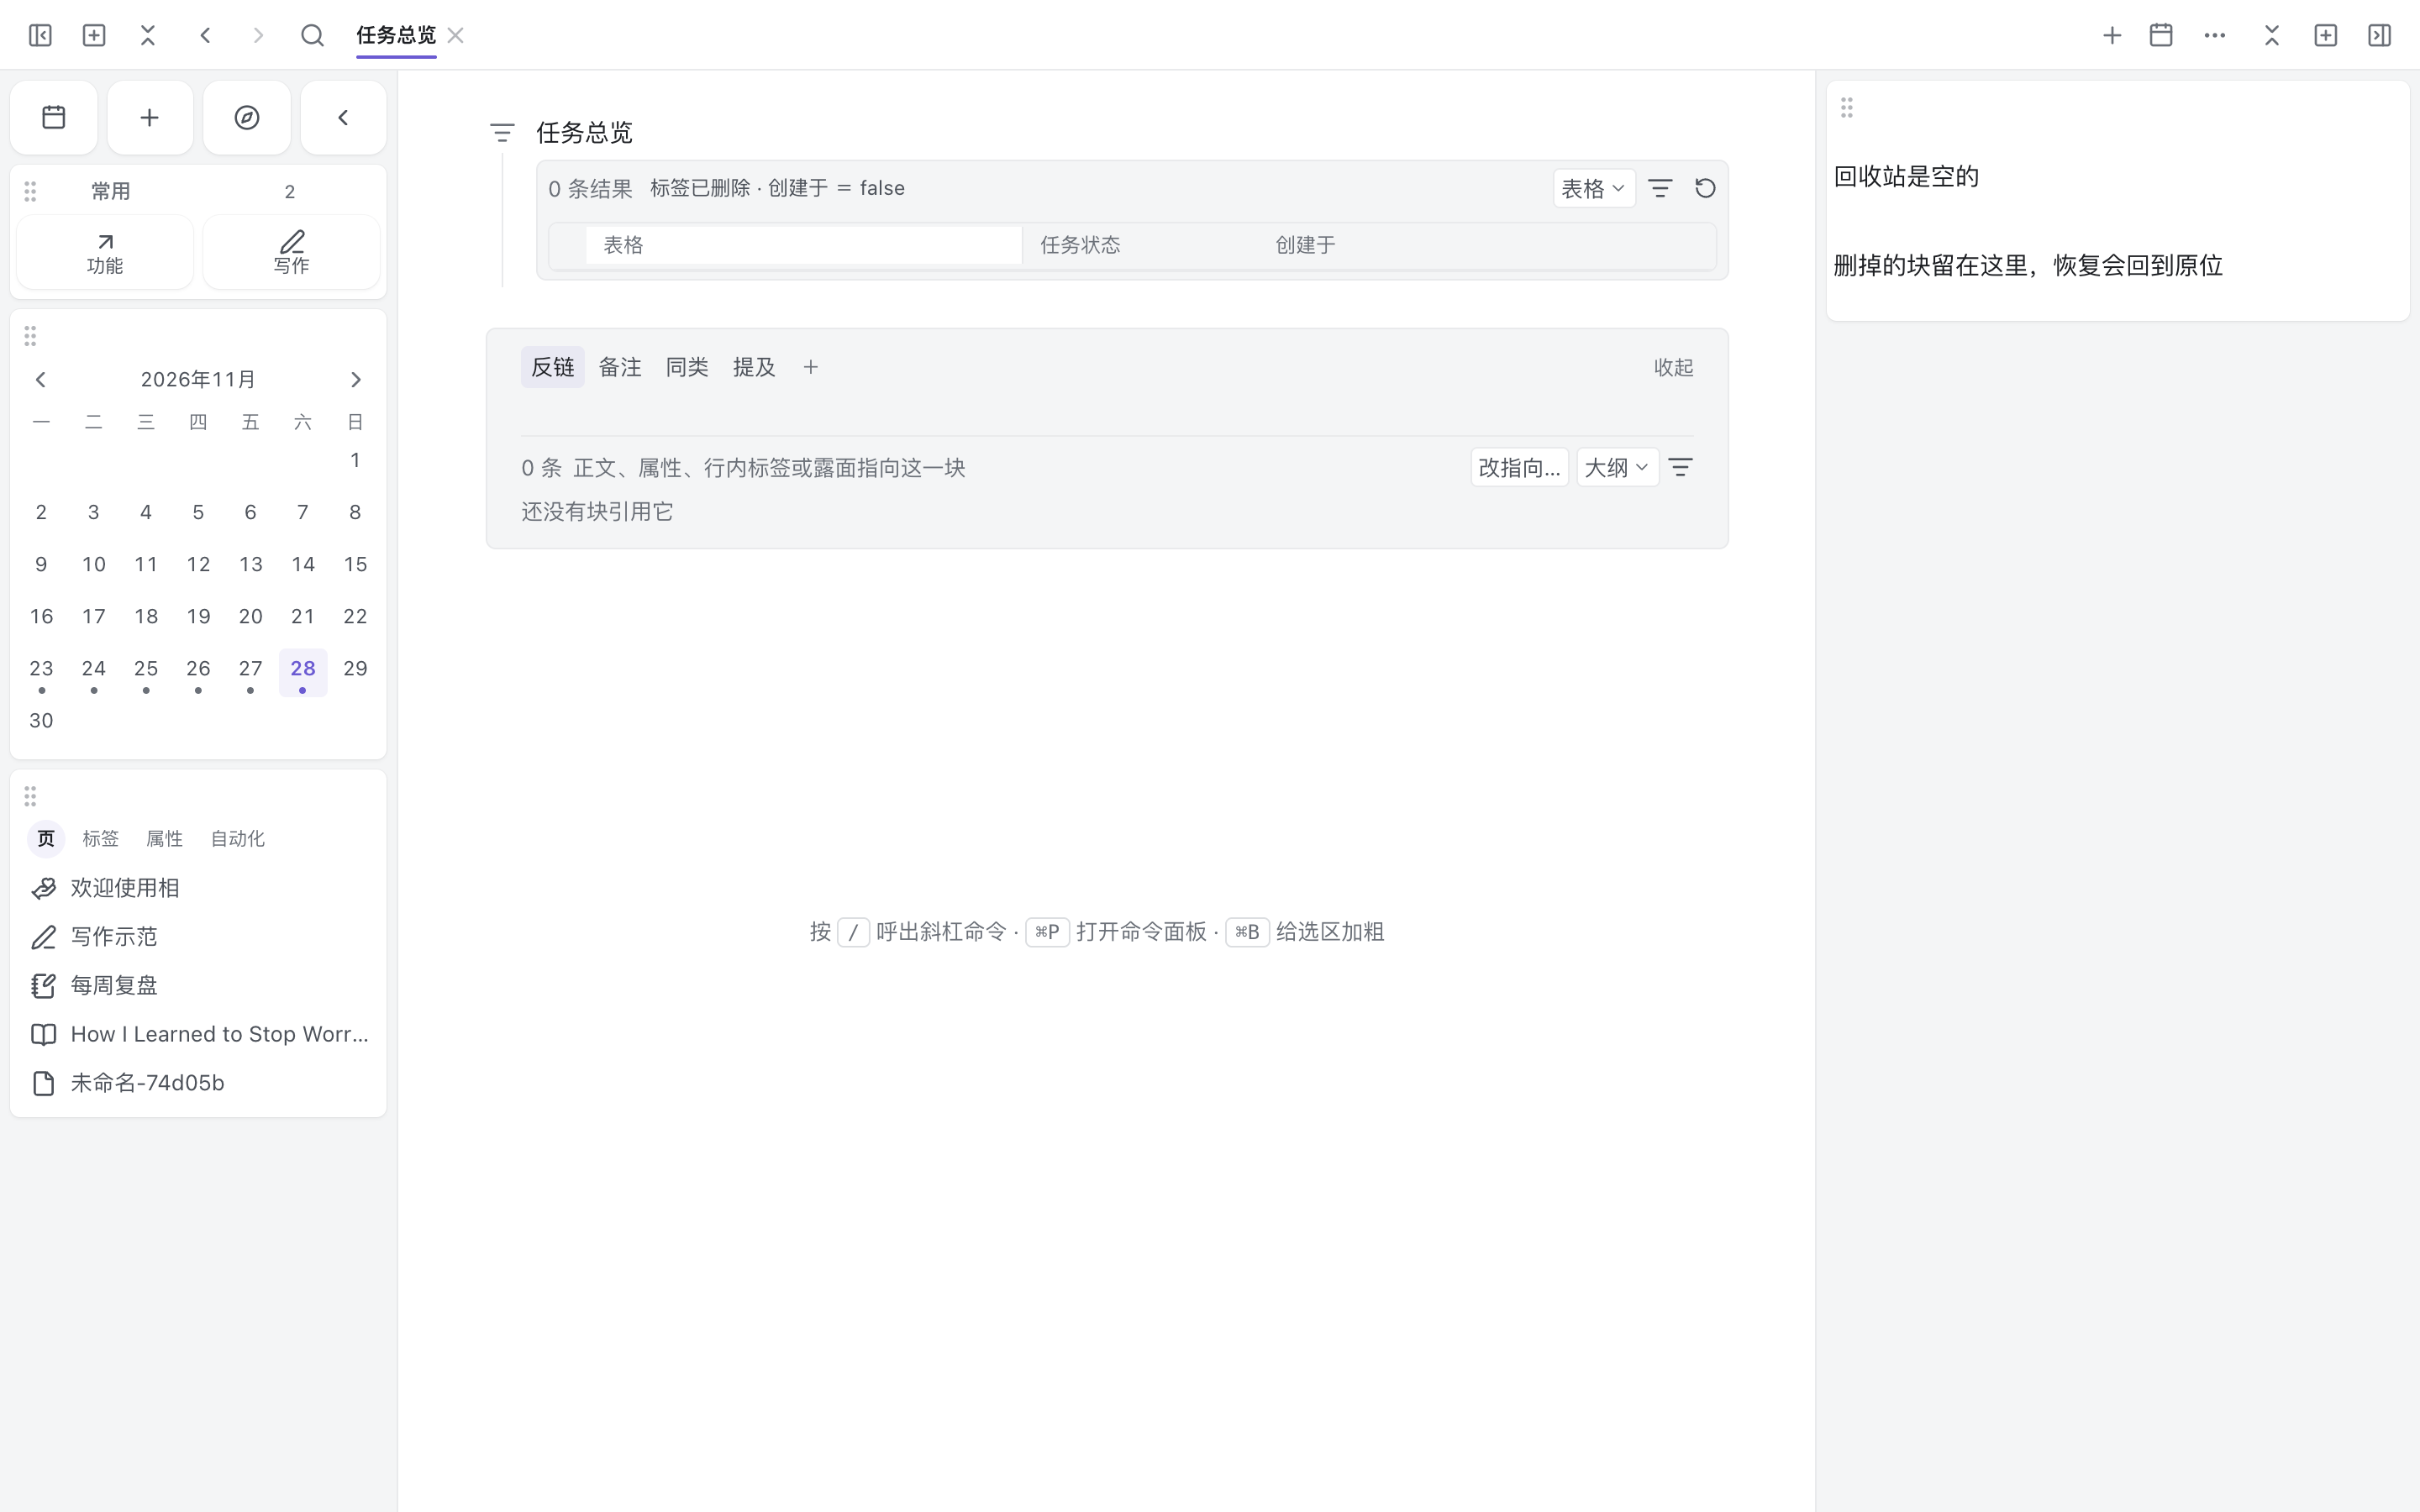 任务总览
常用 2
功能 写作
2026年11月
一 二 三 四 五 六 日
1
2 3 4 5 6 7 8
9 10 11 12 13 14 15
16 17 18 19 20 21 22
23 24 25 26 27 28 29
30
页 标签 属性 自动化
欢迎使用相
写作示范
每周复盘
How I Learned to Stop Worr...
未命名-74d05b
任务总览
0 条结果 标签已删除 · 创建于 = false 表格
表格 任务状态 创建于
反链 备注 同类 提及 + 收起
0 条 正文、属性、行内标签或露面指向这一块 改指向... 大纲
还没有块引用它
按 / 呼出斜杠命令 · ⌘P 打开命令面板 · ⌘B 给选区加粗
回收站是空的
删掉的块留在这里，恢复会回到原位